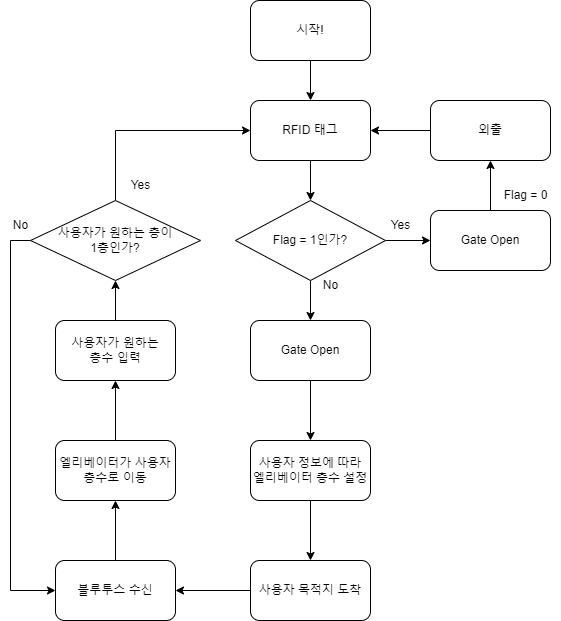 시작!
RFID 태그
외출
Yes
Flag = 0
No
사용자가 원하는 층이
1층인가?
Flag = 1인가?
Yes
Gate Open
No
사용자가 원하는
층수 입력
Gate Open
엘리베이터가 사용자
층수로 이동
사용자 정보에 따라
엘리베이터 층수 설정
블루투스 수신
사용자 목적지 도착